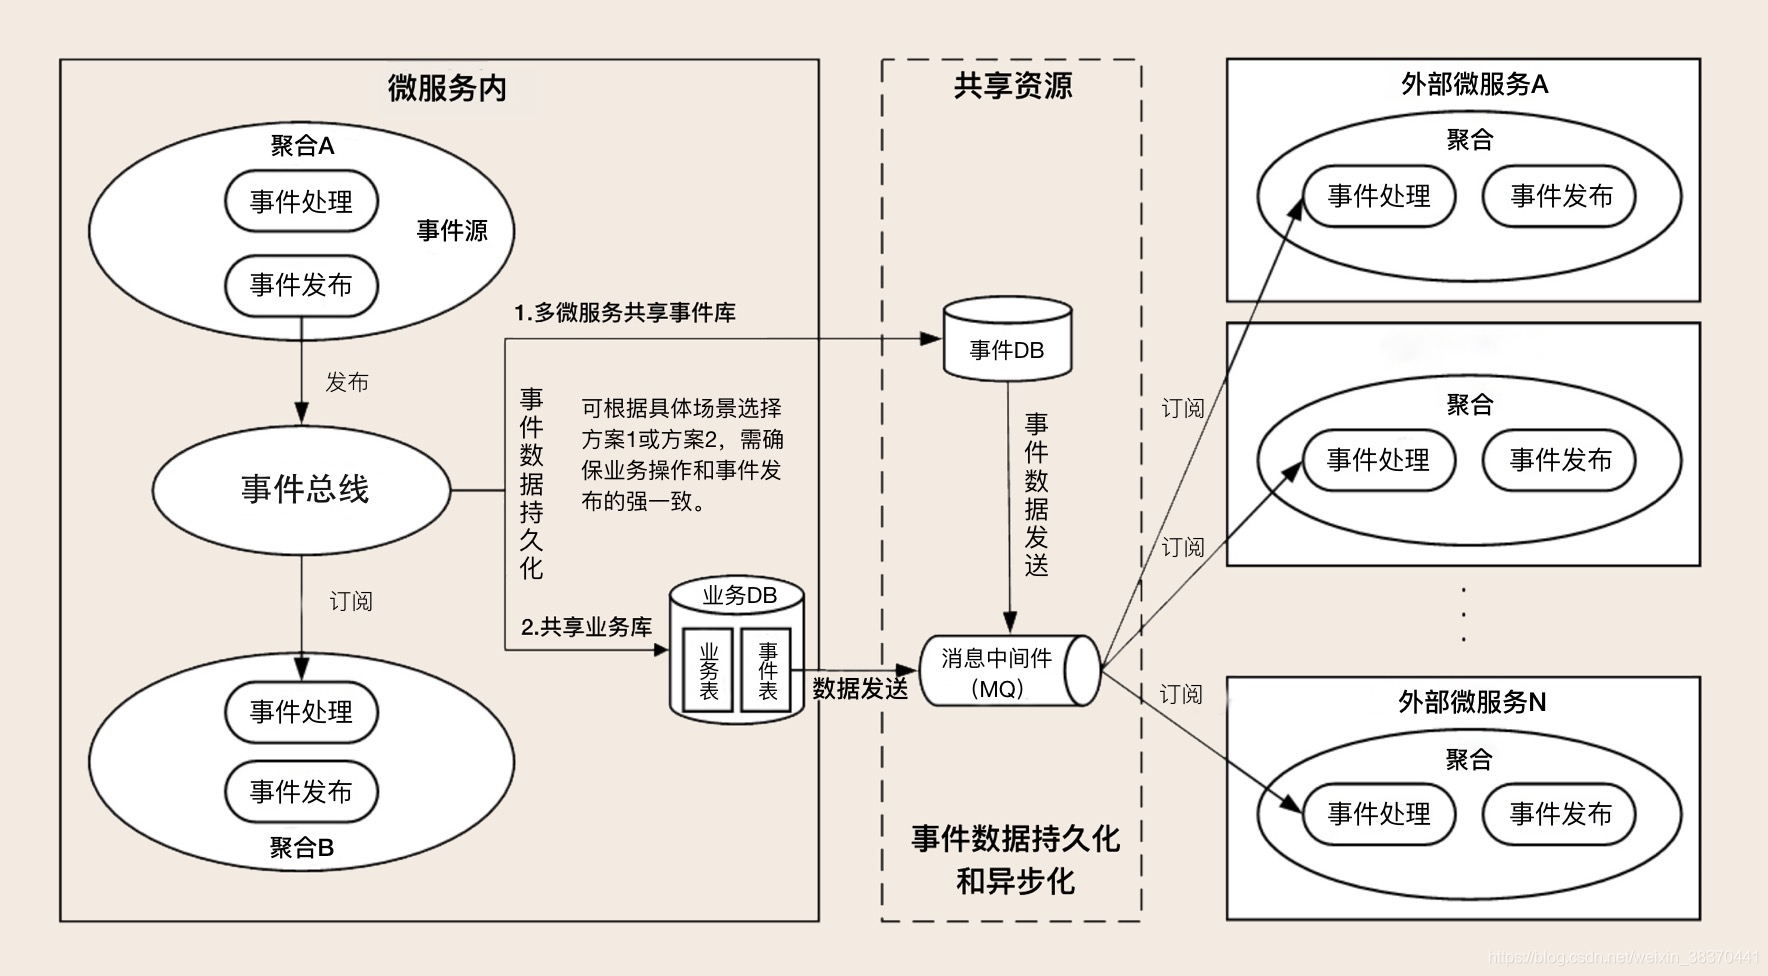 微服务内
聚合A
事件处理
事件源
事件发布
发布
事件总线
订阅
事件处理
事件发布
聚合B
1.多微服务共享事件库
事件数据持久化
可根据具体场景选择
方案1或方案2，需确
保业务操作和事件发
布的强一致。
2.共享业务库
业务DB
业务表
事件表
数据发送
共享资源
事件DB
事件数据发送
消息中间件
（MQ）
事件数据持久化
和异步化
订阅
订阅
订阅
外部微服务A
聚合
事件处理
事件发布
聚合
事件处理
事件发布
外部微服务N
聚合
事件处理
事件发布
https://blog.csdn.net/weixin_38370441